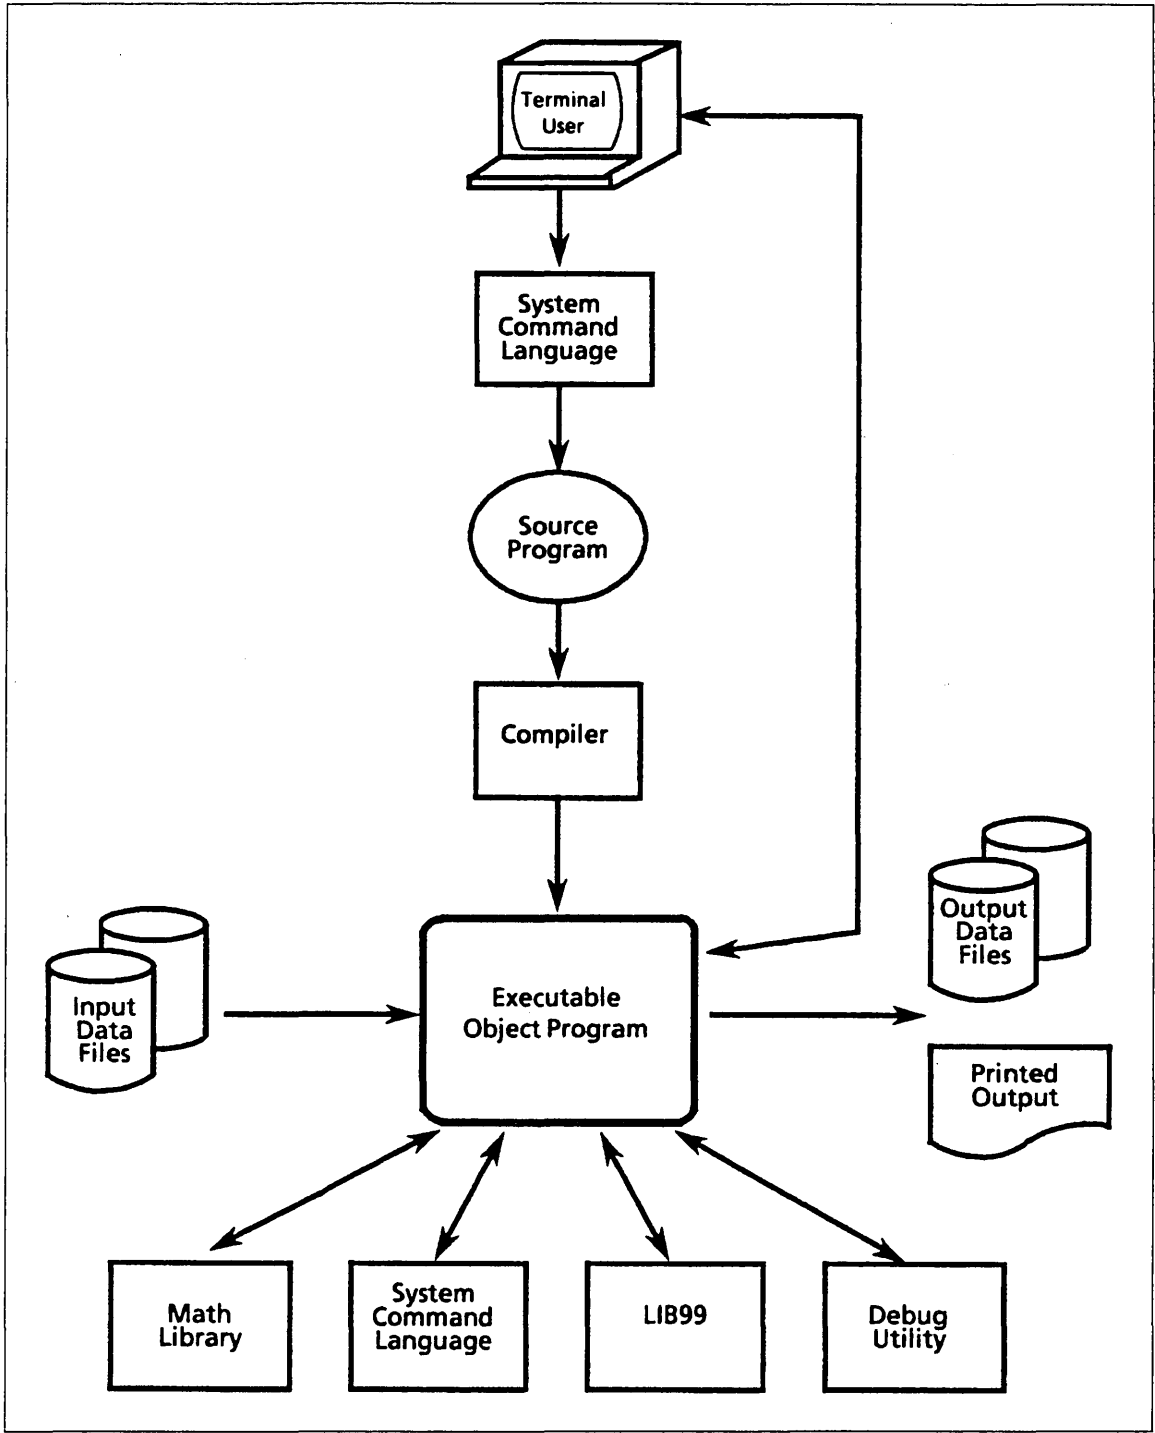 Terminal
User
System
Command
Language
Source
Program
Compiler
Output
Data
Files
Input
Data
Files
Executable
Object Program
Printed
Output
Math
Library
System
Command
Language
LIB99
Debug
Utility